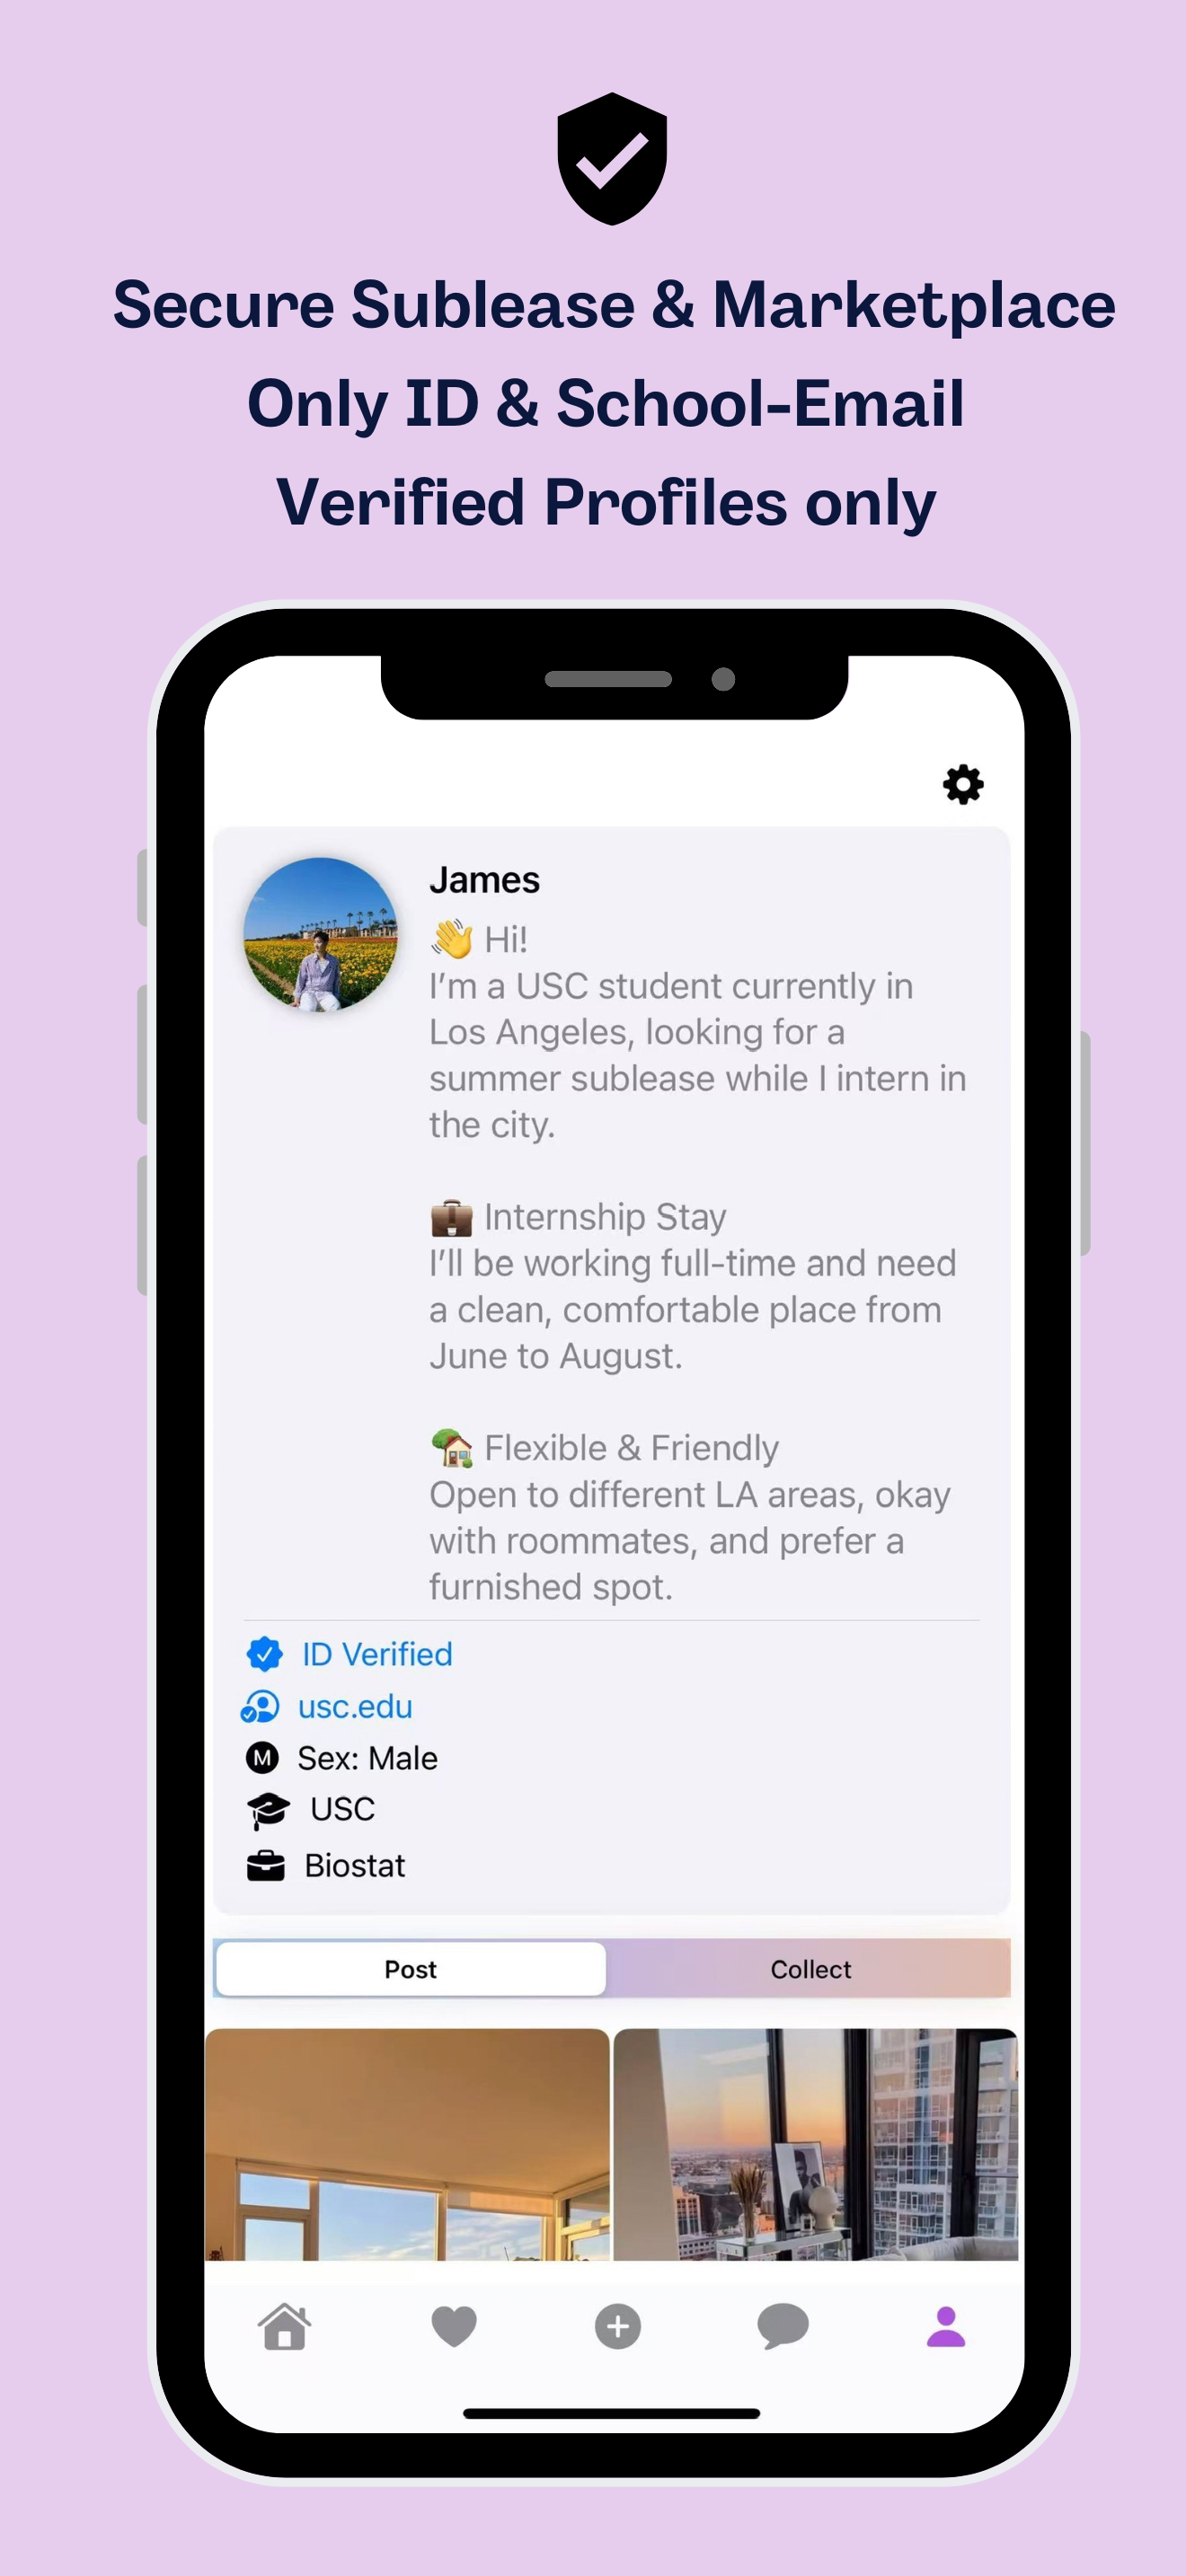 Secure Sublease & Marketplace
Only ID & School-Email
Verified Profiles only
James
👋 Hi!
I’m a USC student currently in
Los Angeles, looking for a
summer sublease while I intern in
the city.
💼 Internship Stay
I’ll be working full-time and need
a clean, comfortable place from
June to August.
🏡 Flexible & Friendly
Open to different LA areas, okay
with roommates, and prefer a
furnished spot.
ID Verified
usc.edu
M Sex: Male
USC
Biostat
Post Collect